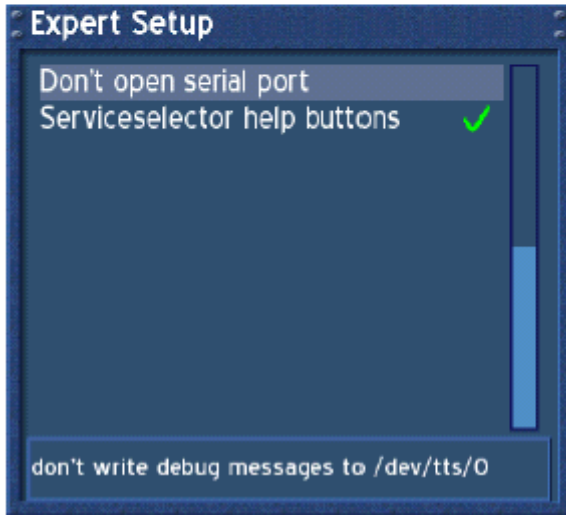 Expert Setup
Don't open serial port
Serviceselector help buttons
don't write debug messages to /dev/tts/0